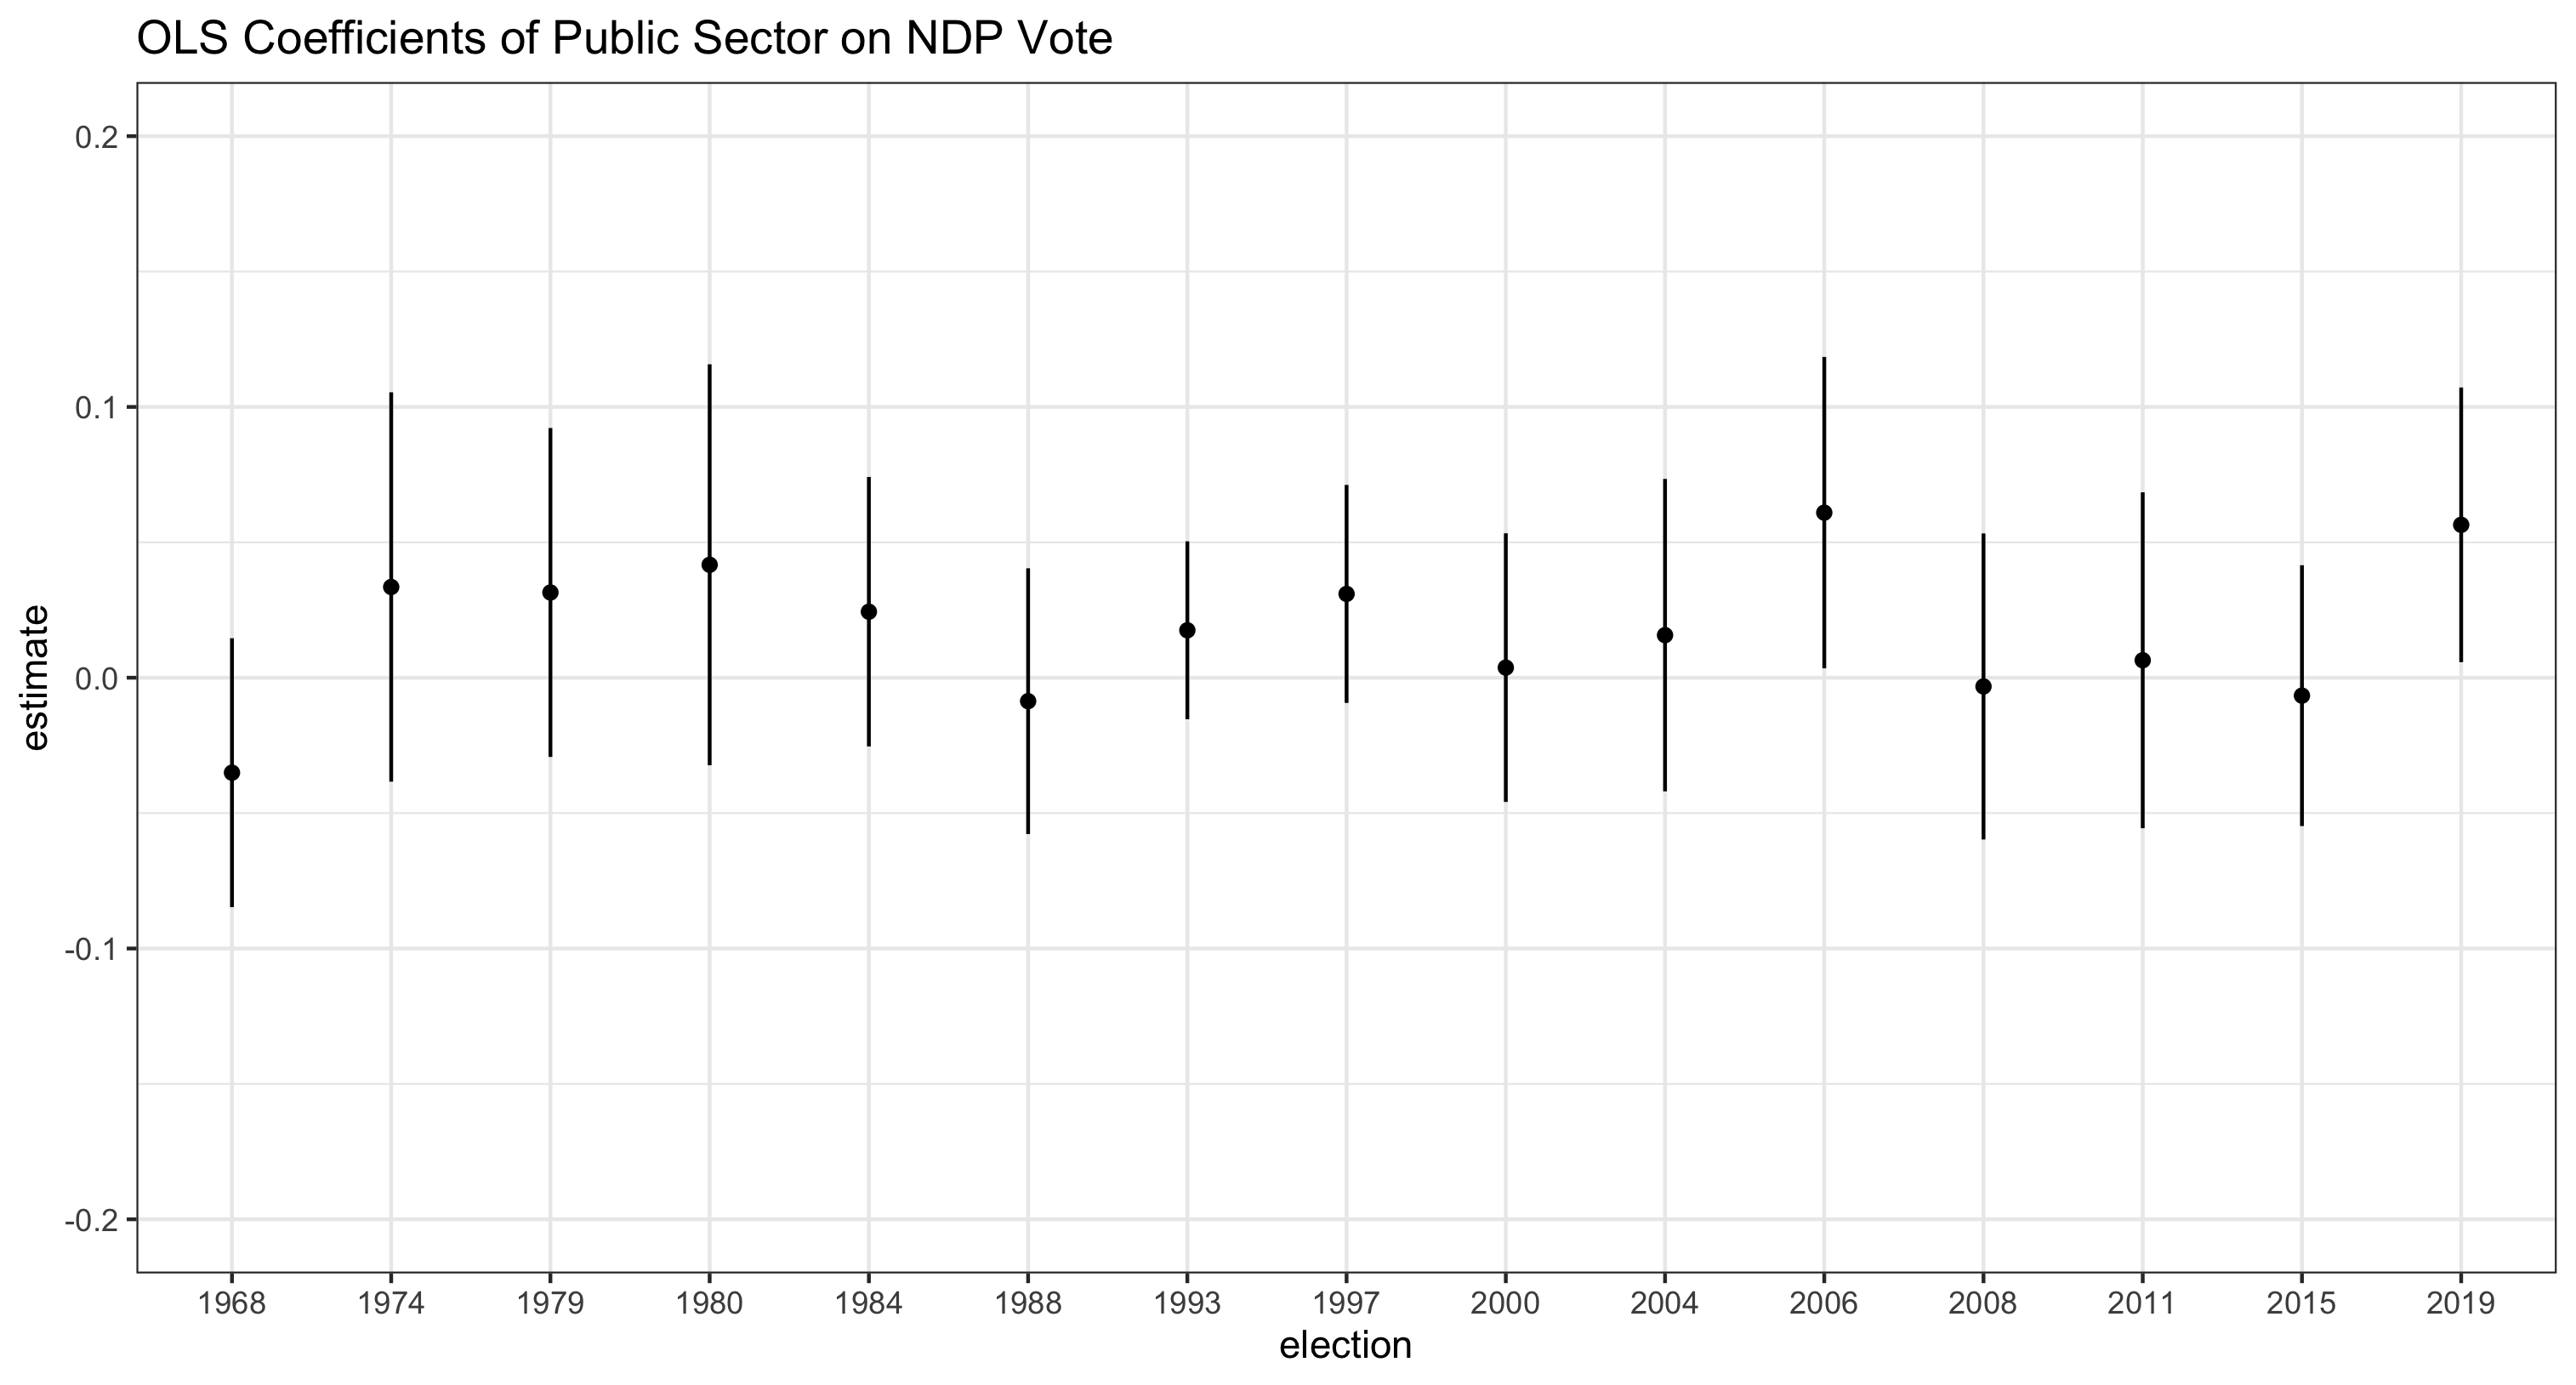 OLS Coefficients of Public Sector on NDP Vote
0.2
0.1
0.0
-0.1
-0.2
estimate
1968 1974 1979 1980 1984 1988 1993 1997 2000 2004 2006 2008 2011 2015 2019
election